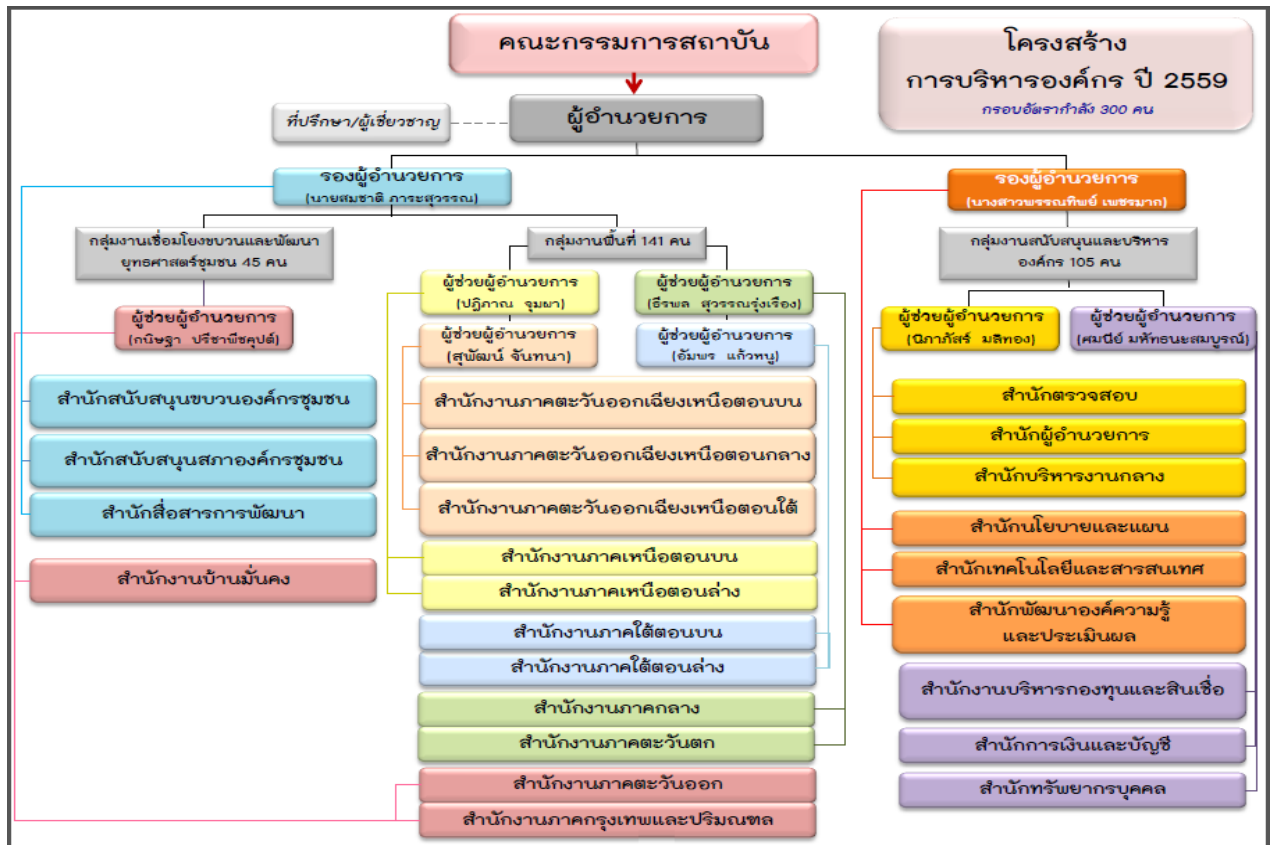 คณะกรรมการสถาบัน
โครงสร้าง
การบริหารองค์กร ปี 2559
กรอบอัตรากำลัง 300 คน
ที่ปรึกษา/ผู้เชี่ยวชาญ
ผู้อำนวยการ
รองผู้อำนวยการ
(นายสมชาติ ภาระสุวรรณ)
รองผู้อำนวยการ
(นางสาวพรรณทิพย์ เพชรมาก)
กลุ่มงานเชื่อมโยงขบวนและพัฒนา
ยุทธศาสตร์ชุมชน 45 คน
กลุ่มงานพื้นที่ 141 คน
กลุ่มงานสนับสนุนและบริหาร
องค์กร 105 คน
ผู้ช่วยผู้อำนวยการ
(กนิษฐา ปรีชาพีชคุปต์)
ผู้ช่วยผู้อำนวยการ
(ปฏิภาณ จุมผา)
ผู้ช่วยผู้อำนวยการ
(ธีรพล สุวรรณรุ่งเรือง)
ผู้ช่วยผู้อำนวยการ
(สุพัฒน์ จันทนา)
ผู้ช่วยผู้อำนวยการ
(อัมพร แก้วหนู)
ผู้ช่วยผู้อำนวยการ
(นิภาภัสร์ มลิทอง)
ผู้ช่วยผู้อำนวยการ
(ศมนีย์ มหัทธนะสมบูรณ์)
สำนักสนับสนุนขบวนองค์กรชุมชน
สำนักสนับสนุนสภาองค์กรชุมชน
สำนักสื่อสารการพัฒนา
สำนักงานบ้านมั่นคง
สำนักงานภาคตะวันออกเฉียงเหนือตอนบน
สำนักงานภาคตะวันออกเฉียงเหนือตอนกลาง
สำนักงานภาคตะวันออกเฉียงเหนือตอนใต้
สำนักงานภาคเหนือตอนบน
สำนักงานภาคเหนือตอนล่าง
สำนักงานภาคใต้ตอนบน
สำนักงานภาคใต้ตอนล่าง
สำนักงานภาคกลาง
สำนักงานภาคตะวันตก
สำนักงานภาคตะวันออก
สำนักงานภาคกรุงเทพและปริมณฑล
สำนักตรวจสอบ
สำนักผู้อำนวยการ
สำนักบริหารงานกลาง
สำนักนโยบายและแผน
สำนักเทคโนโลยีและสารสนเทศ
สำนักพัฒนาองค์ความรู้
และประเมินผล
สำนักงานบริหารกองทุนและสินเชื่อ
สำนักการเงินและบัญชี
สำนักทรัพยากรบุคคล